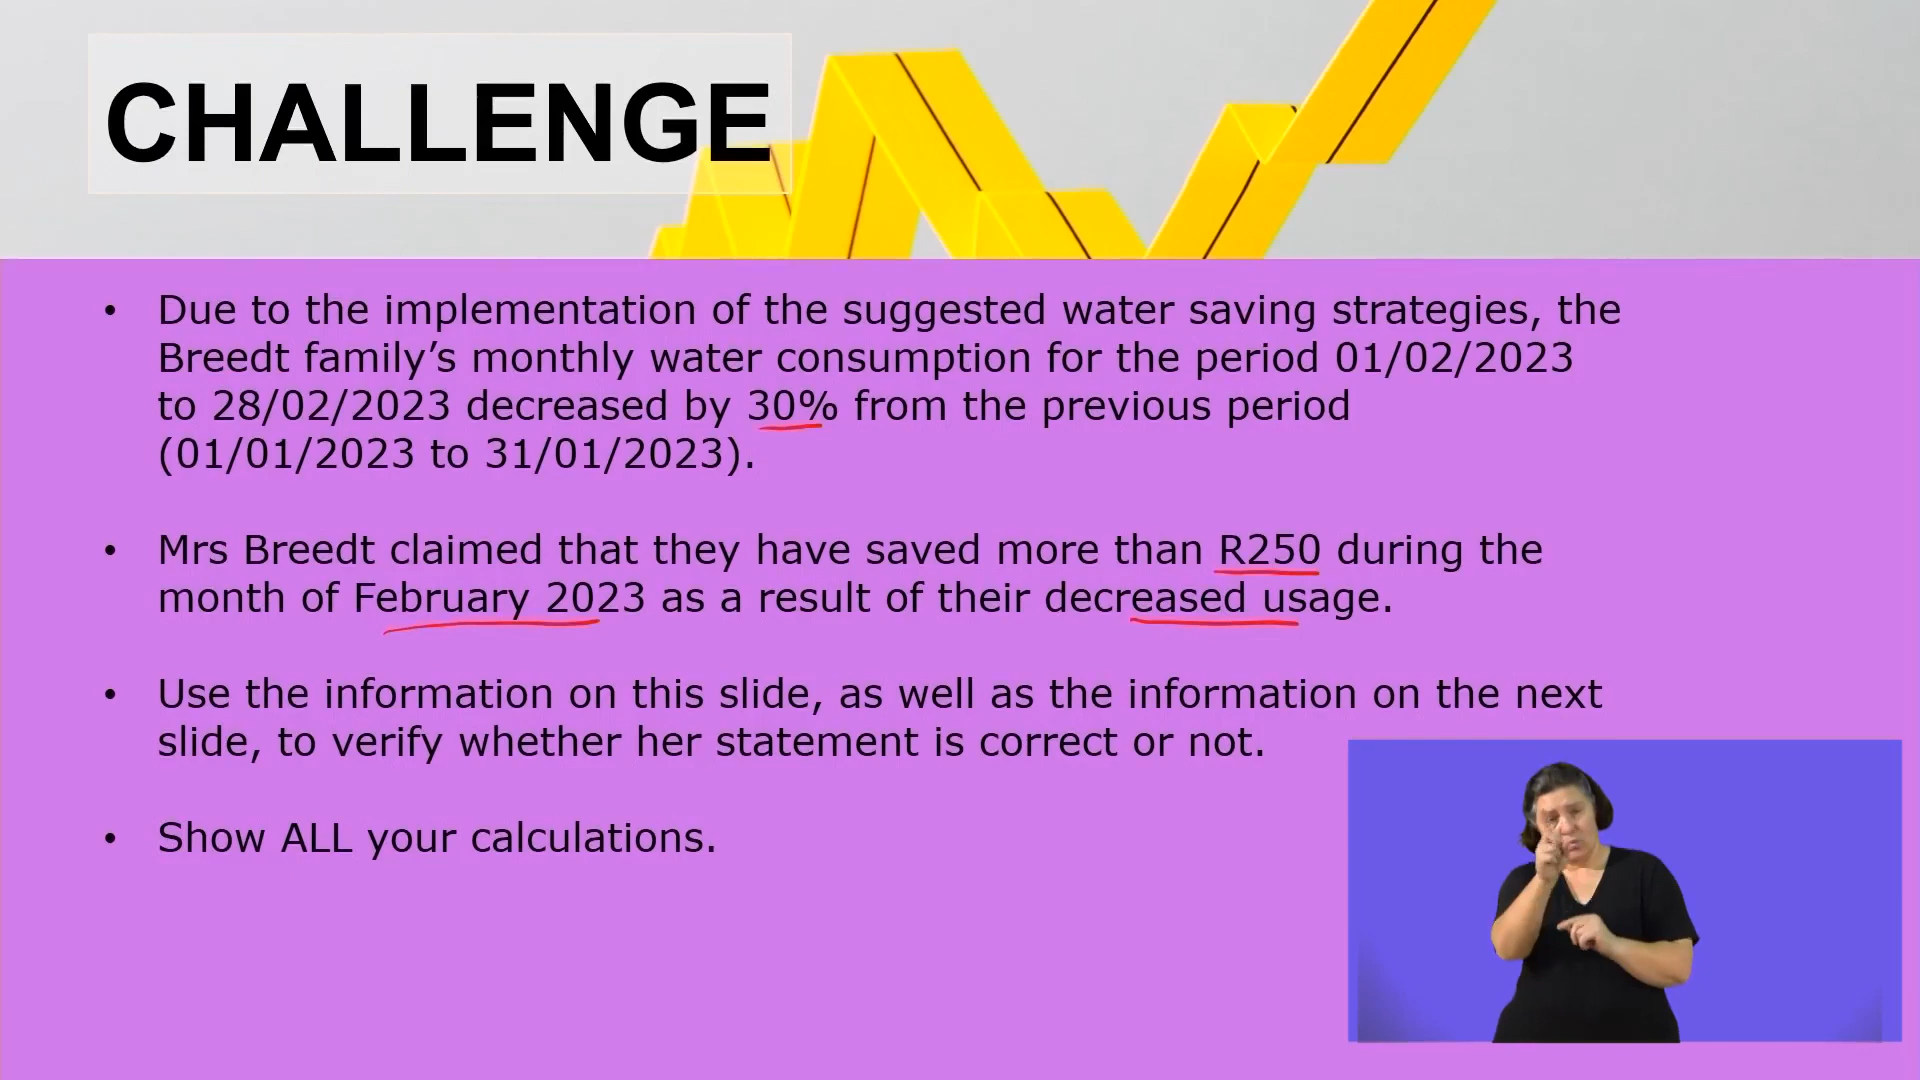 CHALLENGE
• Due to the implementation of the suggested water saving strategies, the
Breedt family’s monthly water consumption for the period 01/02/2023
to 28/02/2023 decreased by 30% from the previous period
(01/01/2023 to 31/01/2023).
• Mrs Breedt claimed that they have saved more than R250 during the
month of February 2023 as a result of their decreased usage.
• Use the information on this slide, as well as the information on the next
slide, to verify whether her statement is correct or not.
• Show ALL your calculations.